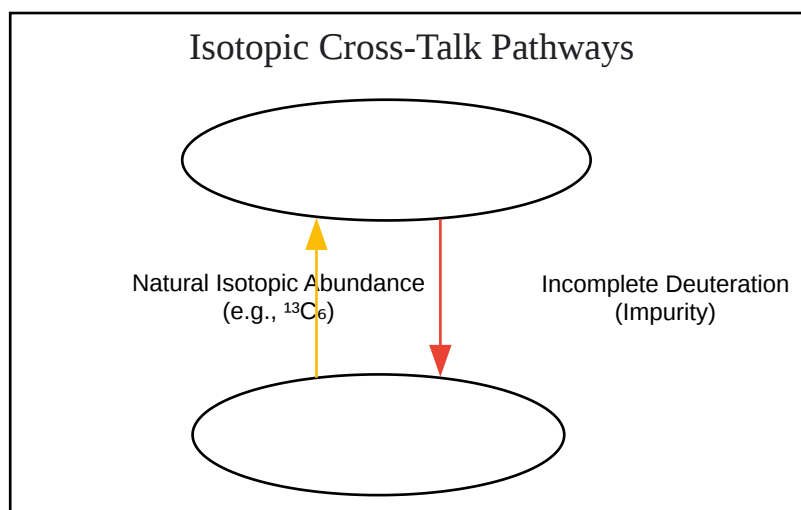 Isotopic Cross-Talk Pathways
Natural Isotopic Abundance
(e.g., ¹³C₆)
Incomplete Deuteration
(Impurity)